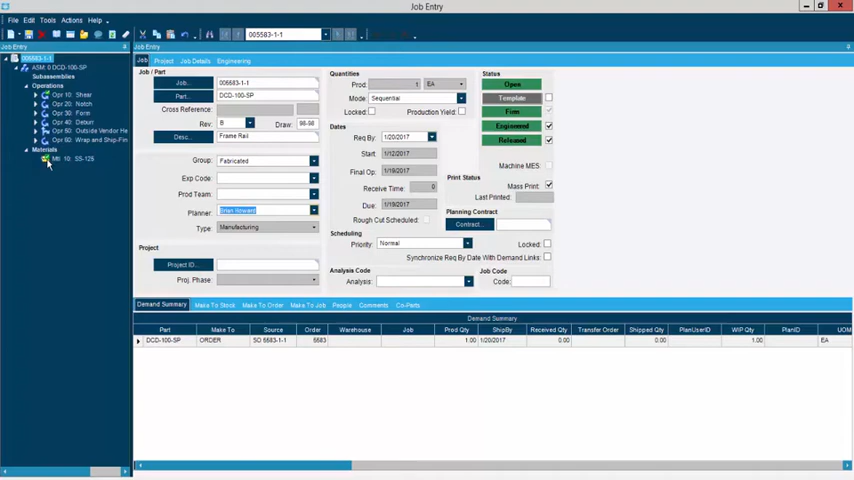 Job Entry
File Edit Tools Actions Help
005583-1-1
Job Entry
005583-1-1
ASM: 0 DCD-100-SP
Subassemblies
Operations
Opr 10: Shear
Opr 20: Notch
Opr 30: Form
Opr 40: Deburr
Opr 50: Outside Vendor He
Opr 60: Wrap and Ship-Fin
Materials
Mtl: 10; SS-125
Job Entry
Job Project Job Details Engineering
Job / Part
Job... 005583-1-1
Part... DCD-100-SP
Cross Reference:
Rev: B Draw: 98-98
Desc... Frame Rail
Group: Fabricated
Exp Code:
Prod Team:
Planner: Brian Howard
Type: Manufacturing
Project
Project ID...
Proj. Phase:
Quantities
Prod: 1 EA
Mode: Sequential
Locked: Production Yield:
Dates
Req By: 1/20/2017
Start: 1/12/2017
Final Op: 1/19/2017
Receive Time: 0
Due: 1/19/2017
Rough Cut Scheduled:
Scheduling
Priority: Normal Locked:
Synchronize Req By Date With Demand Links:
Analysis Code
Analysis:
Status
Open
Template
Firm
Engineered
Released
Machine MES:
Print Status
Mass Print:
Last Printed:
Planning Contract
Contract...
Job Code
Code:
Demand Summary Make To Stock Make To Order Make To Job People Comments Co-Parts
Demand Summary
Part Make To Source Order Warehouse Job Prod Qty ShipBy Received Qty Transfer Order Shipped Qty PlanUserID WIP Qty PlanID UOM
DCD-100-SP ORDER SO 5583-1-1 5583 1.00 1/20/2017 0.00 0.00 1.00 EA